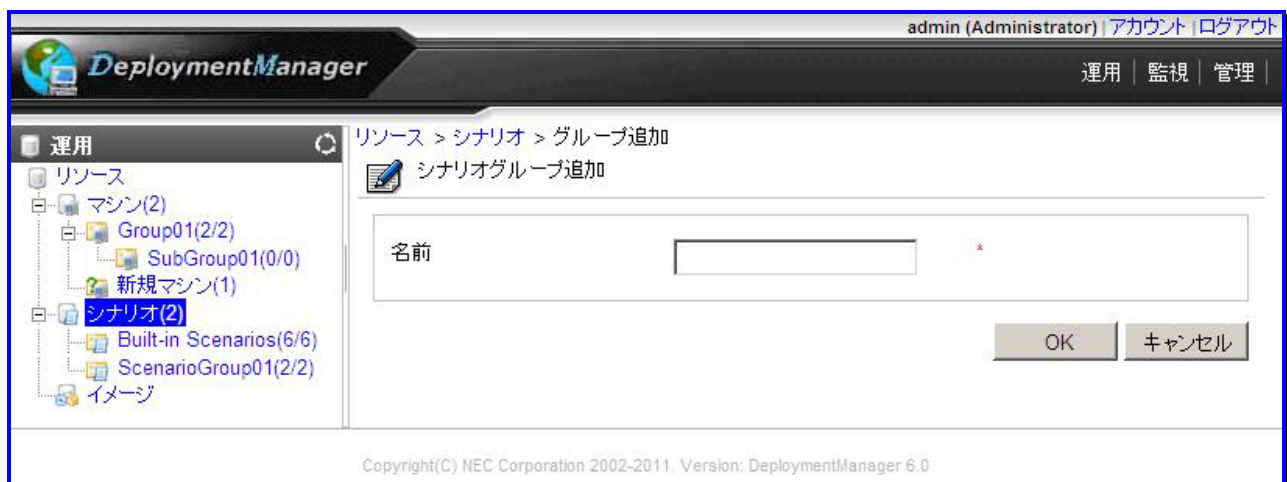 admin (Administrator) | アカウント | ログアウト
DeploymentManager
運用 | 監視 | 管理 |
運用
リソース
マシン(2)
Group01(2/2)
SubGroup01(0/0)
新規マシン(1)
シナリオ(2)
Built-in Scenarios(6/6)
ScenarioGroup01(2/2)
イメージ
リソース > シナリオ > グループ追加
シナリオグループ追加
名前 *
OK キャンセル
Copyright(C) NEC Corporation 2002-2011. Version: DeploymentManager 6.0